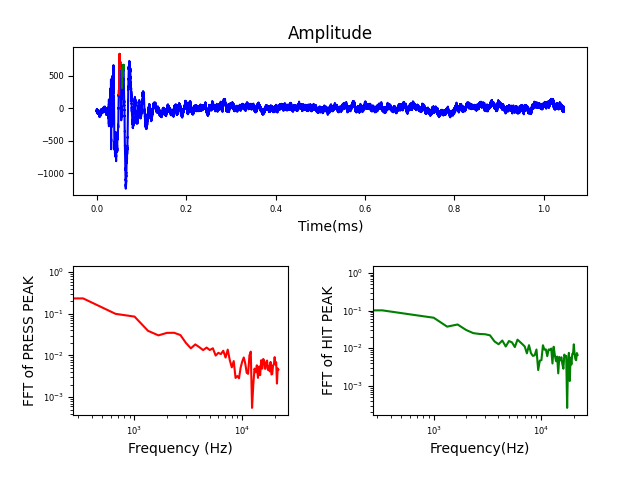 Amplitude
500
0
−500
−1000
0.0 0.2 0.4 0.6 0.8 1.0
Time(ms)
FFT of PRESS PEAK
10⁰
10⁻¹
10⁻²
10⁻³
10³ 10⁴
Frequency (Hz)
FFT of HIT PEAK
10⁰
10⁻¹
10⁻²
10⁻³
10³ 10⁴
Frequency(Hz)